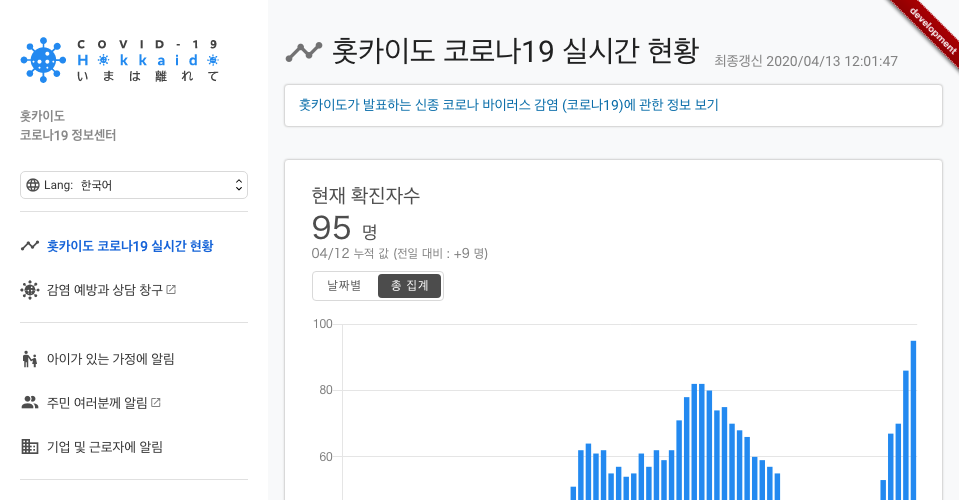 COVID-19
Hokkaido
いまは離れて
홋카이도
코로나19 정보센터
Lang: 한국어
홋카이도 코로나19 실시간 현황
감염 예방과 상담 창구
아이가 있는 가정에 알림
주민 여러분께 알림
기업 및 근로자에 알림
홋카이도 코로나19 실시간 현황
최종갱신 2020/04/13 12:01:47
development
홋카이도가 발표하는 신종 코로나 바이러스 감염 (코로나19)에 관한 정보 보기
현재 확진자수
95 명
04/12 누적 값 (전일 대비 : +9 명)
날짜별 총 집계
100
80
60